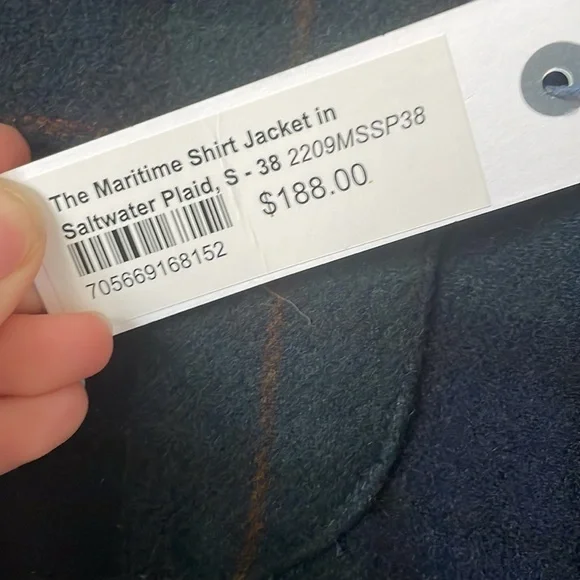 The Maritime Shirt Jacket in
Saltwater Plaid, S - 38 2209MSSP38
$188.00
705669168152